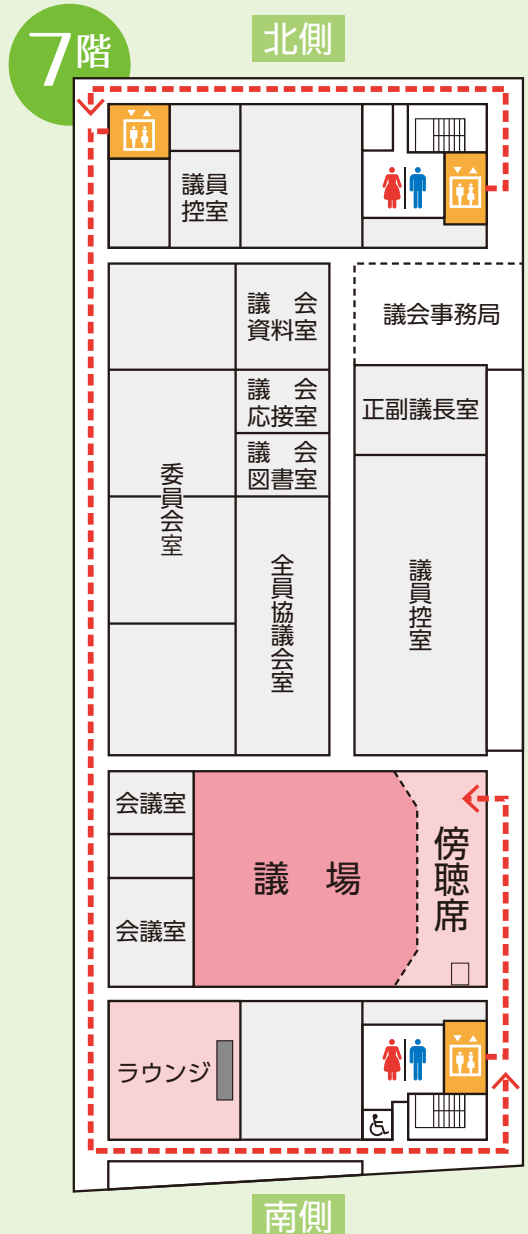 7階
北側
議員
控室
議　会
資料室
議会事務局
議　会
応接室
正副議長室
議　会
図書室
委員会室
全員協議会室
議員控室
会議室
議　場
傍聴席
会議室
ラウンジ
南側